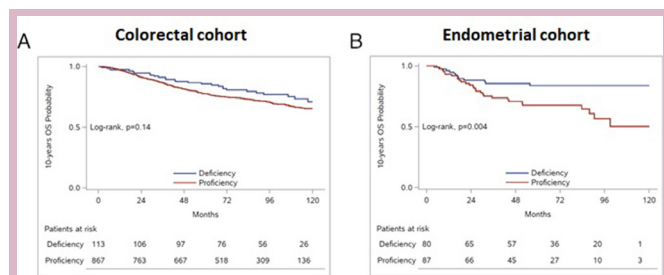 Colorectal cohort
A
10-years OS Probability
1.0
0.5
0.0
Log-rank, p=0.14
Deficiency
Proficiency
0 24 48 72 96 120
Months
Patients at risk
Deficiency 113 106 97 76 56 26
Proficiency 867 763 667 518 309 136
Endometrial cohort
B
10-years OS Probability
1.0
0.5
0.0
Log-rank, p=0.004
Deficiency
Proficiency
0 24 48 72 96 120
Months
Patients at risk
Deficiency 80 65 57 36 20 1
Proficiency 87 66 45 27 10 3